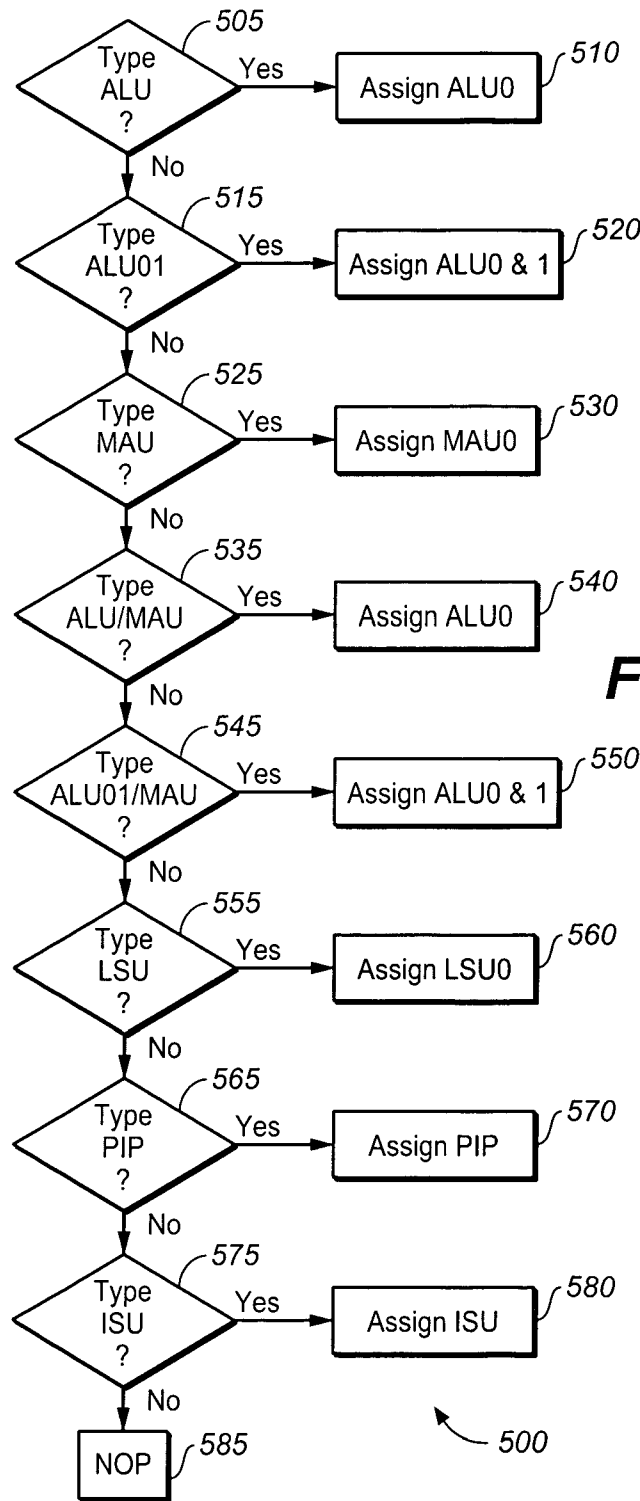 505
Type
ALU
?
Yes
Assign ALU0
510
No
515
Type
ALU01
?
Yes
Assign ALU0 & 1
520
No
525
Type
MAU
?
Yes
Assign MAU0
530
No
535
Type
ALU/MAU
?
Yes
Assign ALU0
540
No
F
545
Type
ALU01/MAU
?
Yes
Assign ALU0 & 1
550
No
555
Type
LSU
?
Yes
Assign LSU0
560
No
565
Type
PIP
?
Yes
Assign PIP
570
No
575
Type
ISU
?
Yes
Assign ISU
580
No
NOP
585
500